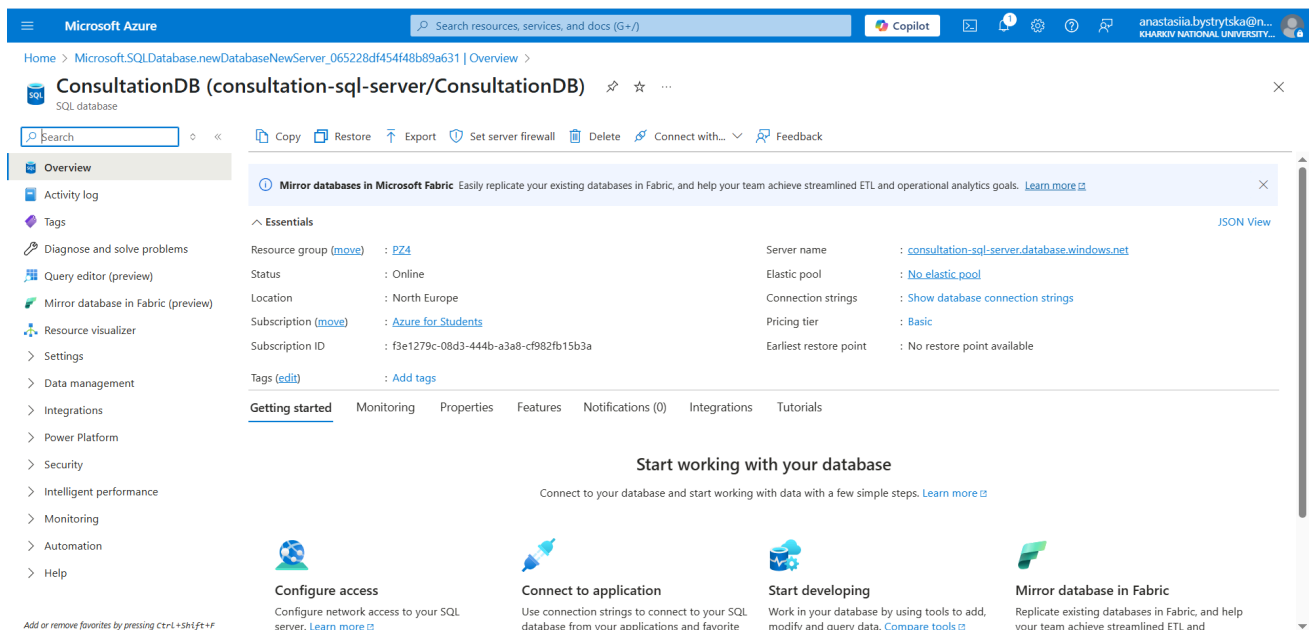 Microsoft Azure
Search resources, services, and docs (G+/)
Copilot
1
anastasiia.bystrytska@n...
KHARKIV NATIONAL UNIVERSITY...
Home > Microsoft.SQLDatabase.newDatabaseNewServer_065228df454f48b89a631 | Overview >
SQL
ConsultationDB (consultation-sql-server/ConsultationDB)
SQL database
Search
Copy Restore Export Set server firewall Delete Connect with... Feedback
Overview
Activity log
Tags
Diagnose and solve problems
Query editor (preview)
Mirror database in Fabric (preview)
Resource visualizer
Settings
Data management
Integrations
Power Platform
Security
Intelligent performance
Monitoring
Automation
Help
Add or remove favorites by pressing Ctrl+Shift+F
Mirror databases in Microsoft Fabric Easily replicate your existing databases in Fabric, and help your team achieve streamlined ETL and operational analytics goals. Learn more
Essentials
JSON View
Resource group (move) : PZ4
Status : Online
Location : North Europe
Subscription (move) : Azure for Students
Subscription ID : f3e1279c-08d3-444b-a3a8-cf982fb15b3a
Server name : consultation-sql-server.database.windows.net
Elastic pool : No elastic pool
Connection strings : Show database connection strings
Pricing tier : Basic
Earliest restore point : No restore point available
Tags (edit) : Add tags
Getting started Monitoring Properties Features Notifications (0) Integrations Tutorials
Start working with your database
Connect to your database and start working with data with a few simple steps. Learn more
Configure access
Configure network access to your SQL
server. Learn more
Connect to application
Use connection strings to connect to your SQL
database from your applications and favorite
Start developing
Work in your database by using tools to add,
modify and query data. Compare tools
Mirror database in Fabric
Replicate existing databases in Fabric, and help
your team achieve streamlined ETL and